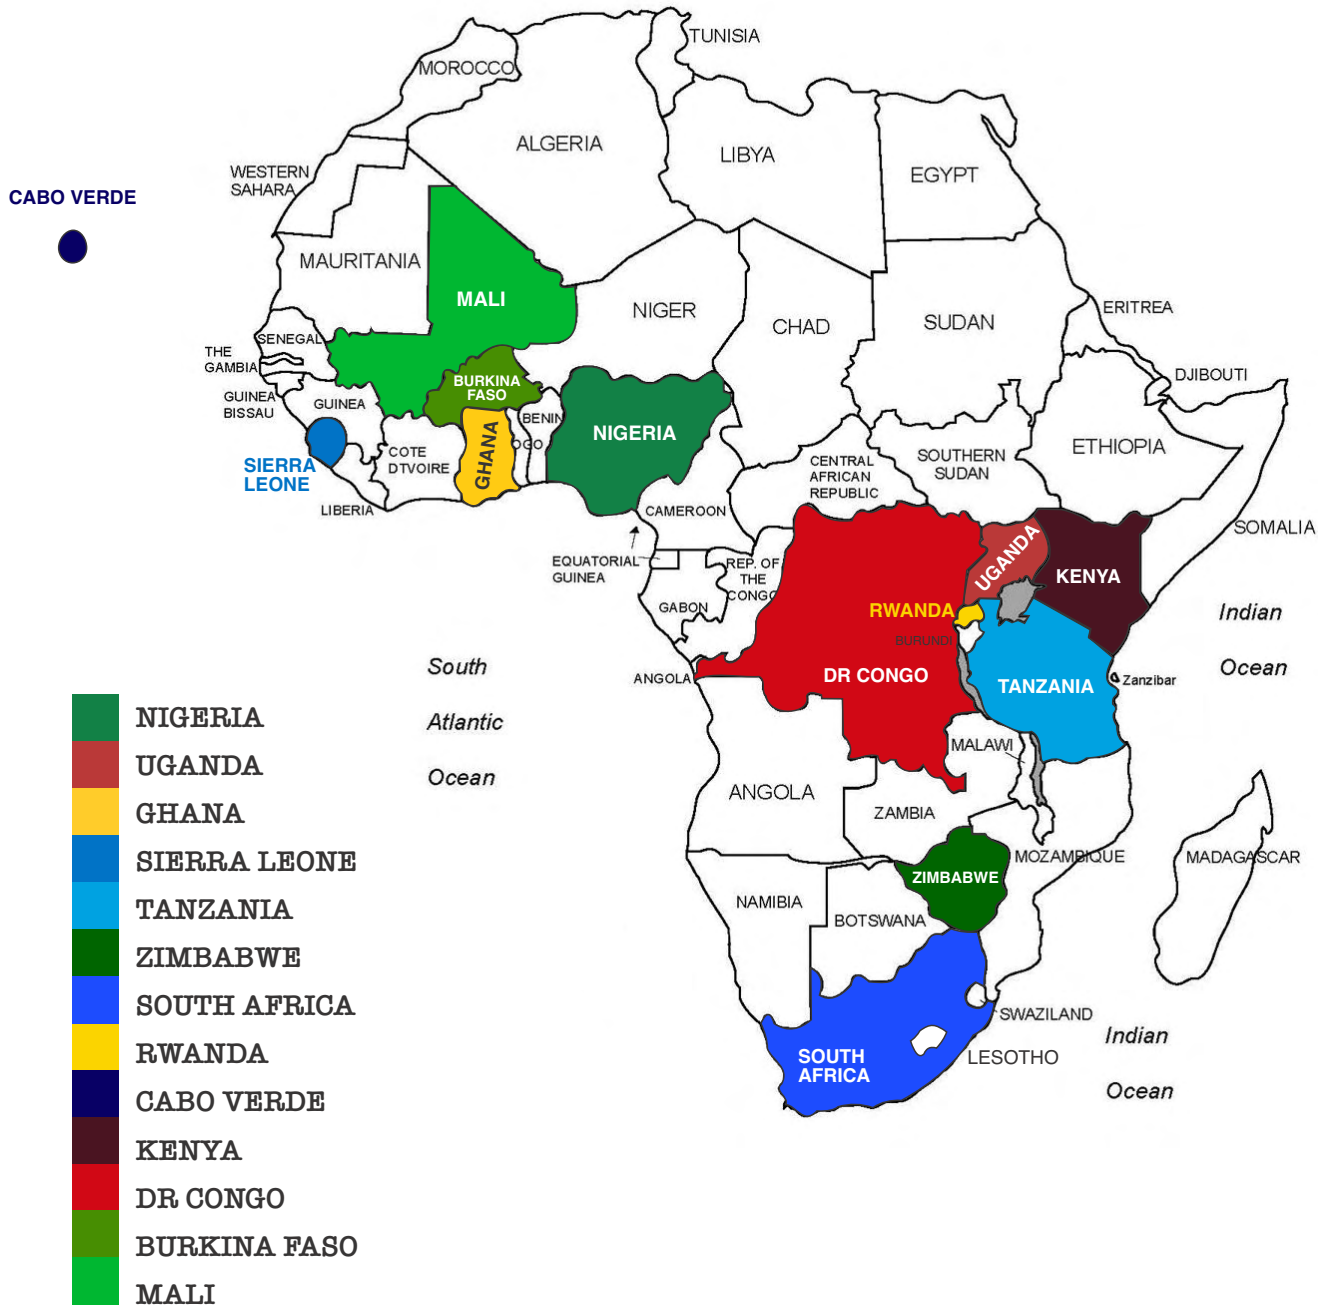 TUNISIA
MOROCCO
ALGERIA
LIBYA
EGYPT
WESTERN
SAHARA
CABO VERDE
MAURITANIA
MALI
NIGER
CHAD
SUDAN
ERITREA
SENEGAL
THE
GAMBIA
DJIBOUTI
GUINEA
BISSAU
GUINEA
BURKINA
FASO
BENIN
OGO
GHANA
NIGERIA
COTE
D'TVOIRE
SIERRA
LEONE
LIBERIA
CENTRAL
AFRICAN
REPUBLIC
SOUTHERN
SUDAN
ETHIOPIA
SOMALIA
CAMEROON
EQUATORIAL
GUINEA
REP. OF
THE
CONGO
GABON
UGANDA
KENYA
RWANDA
BURUNDI
DR CONGO
TANZANIA
Zanzibar
ANGOLA
Indian
Ocean
South
Atlantic
Ocean
MALAWI
ANGOLA
ZAMBIA
MOZAMBIQUE
MADAGASCAR
ZIMBABWE
NAMIBIA
BOTSWANA
SWAZILAND
LESOTHO
SOUTH
AFRICA
Indian
Ocean
NIGERIA
UGANDA
GHANA
SIERRA LEONE
TANZANIA
ZIMBABWE
SOUTH AFRICA
RWANDA
CABO VERDE
KENYA
DR CONGO
BURKINA FASO
MALI